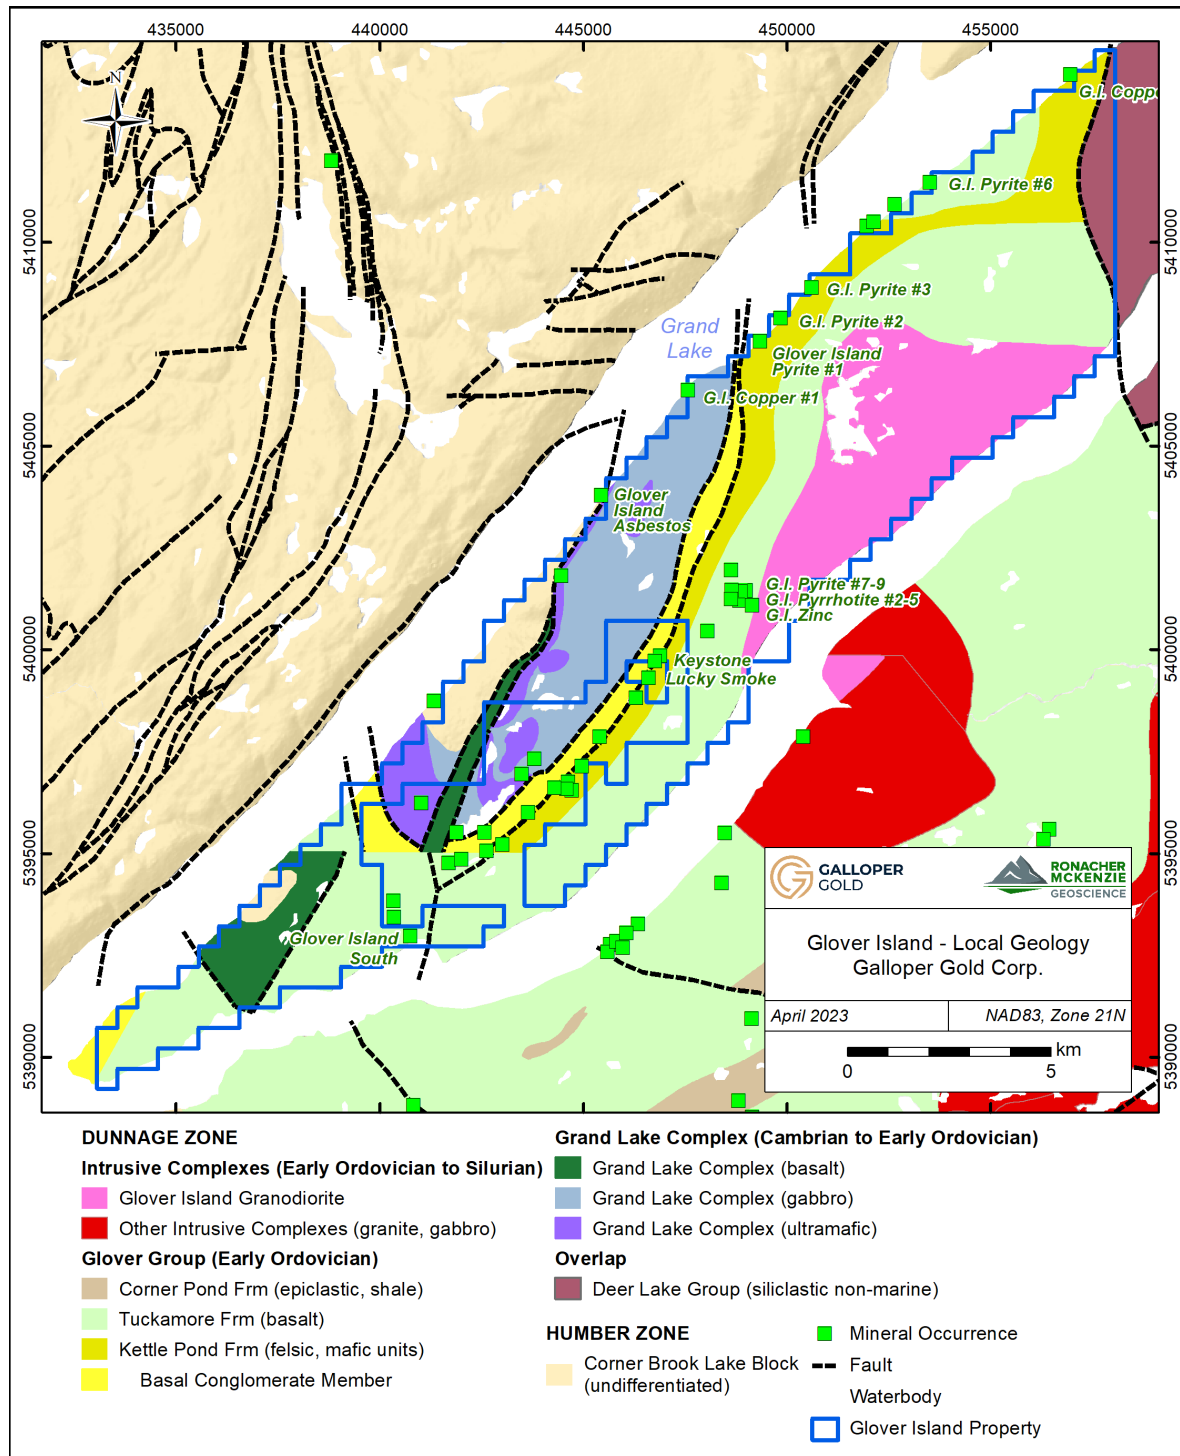 435000
440000
445000
450000
455000
N
5410000
5405000
5400000
5395000
5390000
5410000
5405000
5400000
5395000
5390000
G.I. Coppe
G.I. Pyrite #6
G.I. Pyrite #3
G.I. Pyrite #2
Grand
Lake
Glover Island
Pyrite #1
G.I. Copper #1
Glover
Island
Asbestos
G.I. Pyrite #7-9
G.I. Pyrrhotite #2-5
G.I. Zinc
Keystone
Lucky Smoke
Glover Island
South
GALLOPER
GOLD
RONACHER
MCKENZIE
GEOSCIENCE
Glover Island - Local Geology
Galloper Gold Corp.
April 2023
NAD83, Zone 21N
km
0
5
DUNNAGE ZONE
Intrusive Complexes (Early Ordovician to Silurian)
Glover Island Granodiorite
Other Intrusive Complexes (granite, gabbro)
Glover Group (Early Ordovician)
Corner Pond Frm (epiclastic, shale)
Tuckamore Frm (basalt)
Kettle Pond Frm (felsic, mafic units)
Basal Conglomerate Member
Grand Lake Complex (Cambrian to Early Ordovician)
Grand Lake Complex (basalt)
Grand Lake Complex (gabbro)
Grand Lake Complex (ultramafic)
Overlap
Deer Lake Group (siliclastic non-marine)
HUMBER ZONE
Corner Brook Lake Block
(undifferentiated)
Mineral Occurrence
Fault
Waterbody
Glover Island Property